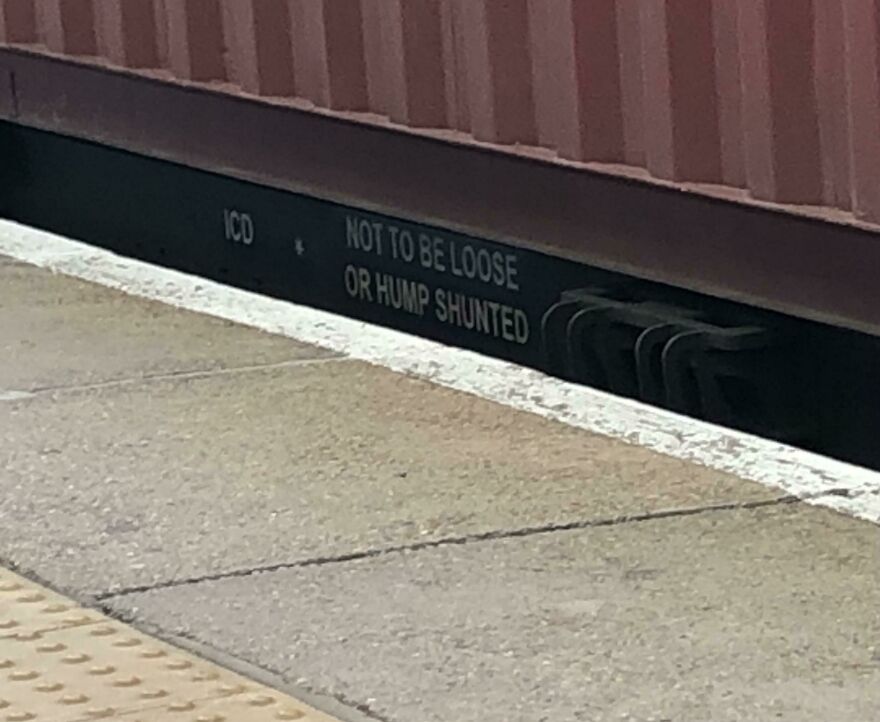 ICD * NOT TO BE LOOSE
OR HUMP SHUNTED